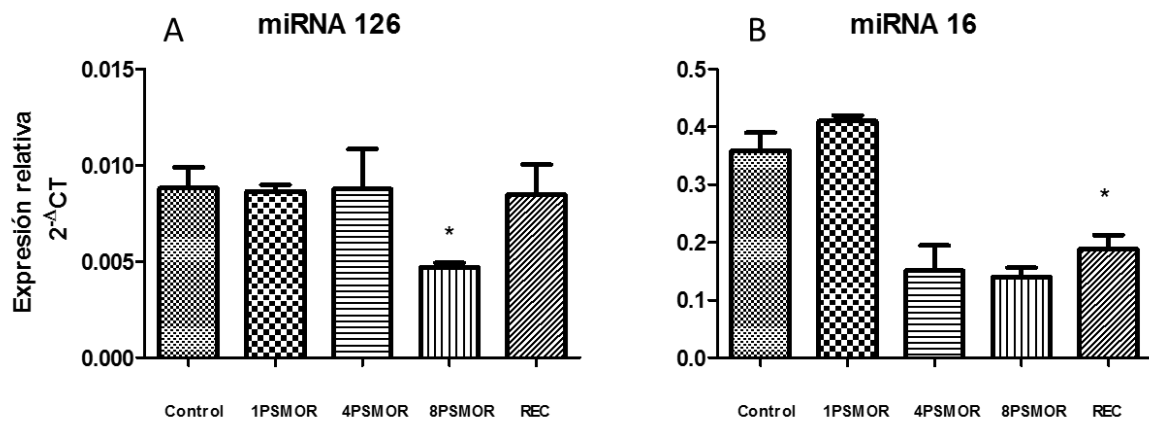 A miRNA 126
Expresión relativa
2-ΔCT
0.015
0.010
0.005
0.000
*
Control 1PSMOR 4PSMOR 8PSMOR REC
B miRNA 16
0.5
0.4
0.3
0.2
0.1
0.0
*
Control 1PSMOR 4PSMOR 8PSMOR REC